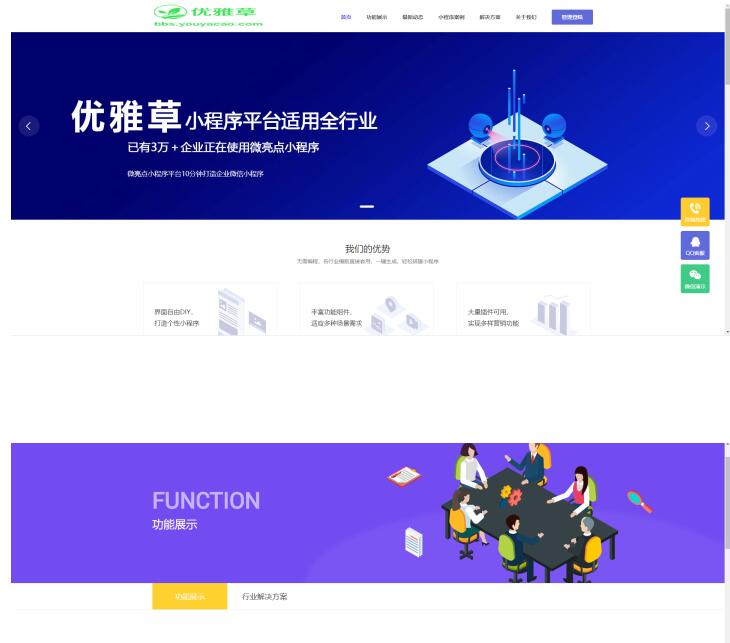 优雅草
bbs.youyacao.com
首页 功能展示 最新动态 小程序案例 解决方案 关于我们 管理登陆
优雅草小程序平台适用全行业
已有3万＋企业正在使用微亮点小程序
微亮点小程序平台10分钟打造企业微信小程序
QQ客服
微信演示
我们的优势
无需编程，各行业模板直接套用，一键生成，轻松搭建小程序
界面自由DIY，
打造个性小程序
丰富功能组件，
适应多种场景需求
大量插件可用，
实现多样营销功能
FUNCTION
功能展示
功能展示 行业解决方案